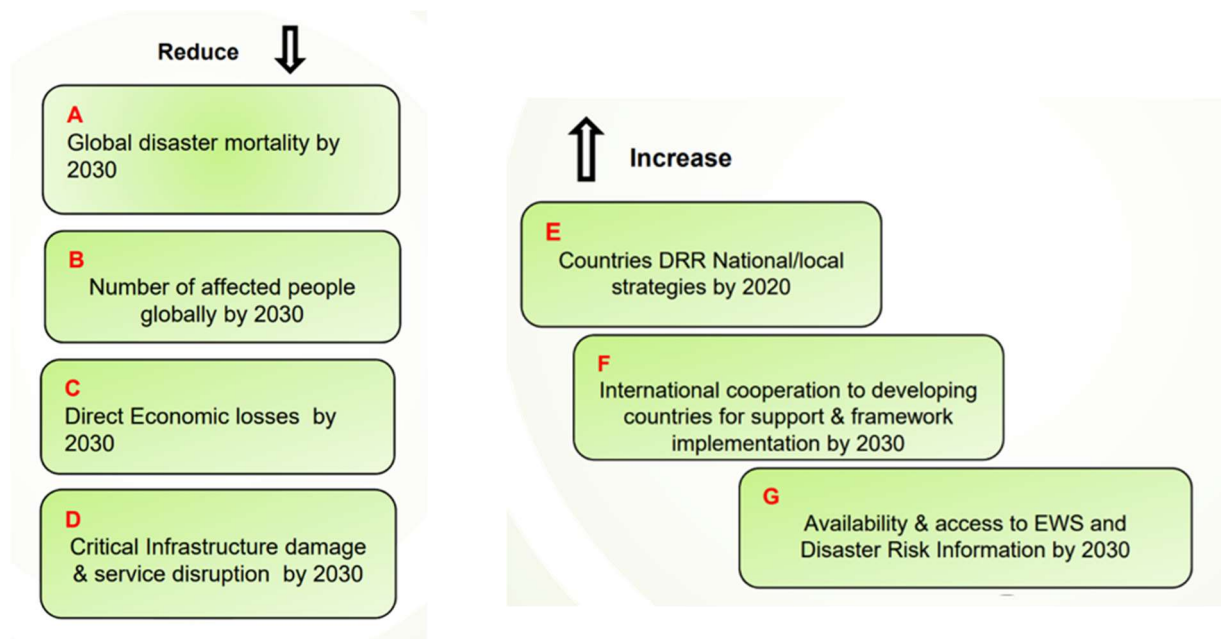 Reduce
A
Global disaster mortality by
2030
B
Number of affected people
globally by 2030
C
Direct Economic losses by
2030
D
Critical Infrastructure damage
& service disruption by 2030
Increase
E
Countries DRR National/local
strategies by 2020
F
International cooperation to developing
countries for support & framework
implementation by 2030
G
Availability & access to EWS and
Disaster Risk Information by 2030